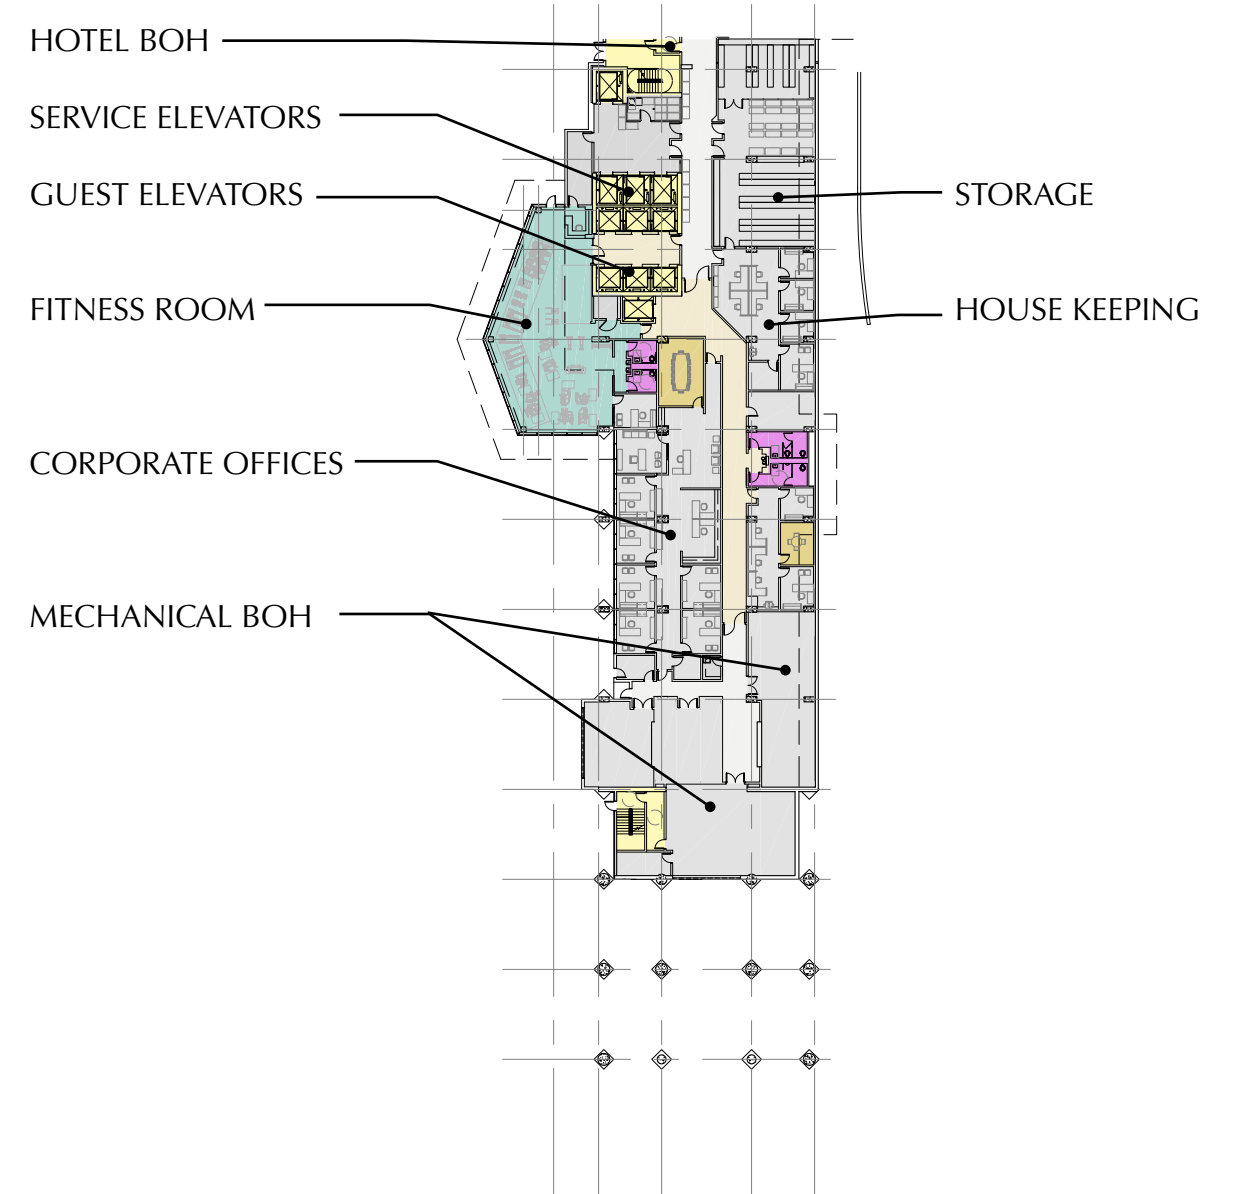 HOTEL BOH
SERVICE ELEVATORS
GUEST ELEVATORS
STORAGE
FITNESS ROOM
HOUSE KEEPING
CORPORATE OFFICES
MECHANICAL BOH